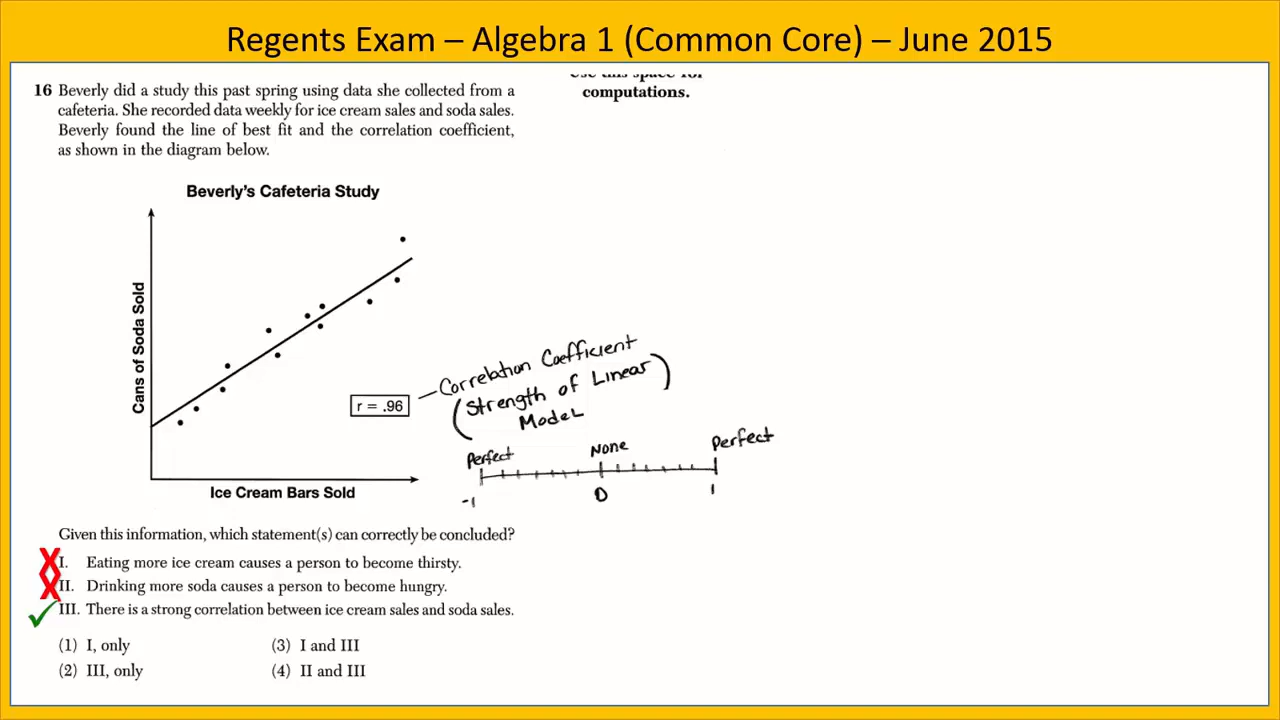 Regents Exam – Algebra 1 (Common Core) – June 2015
Use this space for
computations.
16 Beverly did a study this past spring using data she collected from a
cafeteria. She recorded data weekly for ice cream sales and soda sales.
Beverly found the line of best fit and the correlation coefficient,
as shown in the diagram below.
Beverly's Cafeteria Study
Cans of Soda Sold
r = .96
Ice Cream Bars Sold
Correlation Coefficient
(Strength of Linear
Model)
Perfect None Perfect
-1 0 1
Given this information, which statement(s) can correctly be concluded?
I. Eating more ice cream causes a person to become thirsty.
II. Drinking more soda causes a person to become hungry.
III. There is a strong correlation between ice cream sales and soda sales.
(1) I, only (3) I and III
(2) III, only (4) II and III